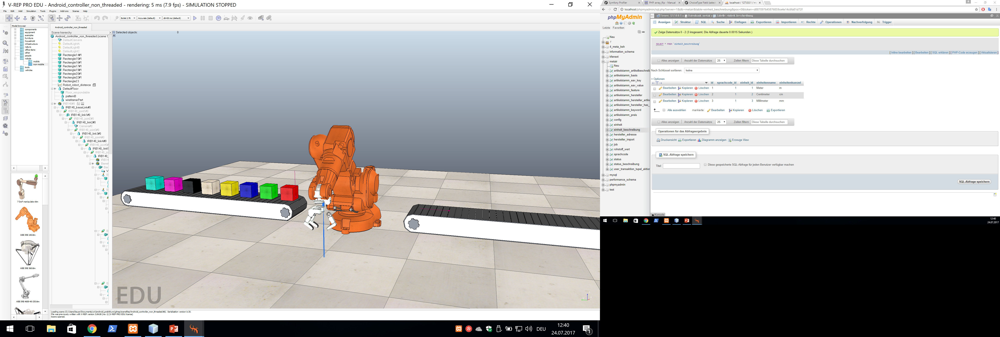 V-REP PRO EDU - Android_controller_non_threaded - rendering: 5 ms (7.9 fps) - SIMULATION STOPPED
File Edit Add Simulation Tools Plugins Add-ons Scenes Help
Bullet 2.78 Accurate (default) dt=50 ms (default)
Model browser
components
equipment
examples
furniture
household
infrastructure
nature
office items
other
people
robots
mobile
non-mobile
tools
vehicles
7 DoF manipulator.ttm
ABB IRB 140.ttm
ABB IRB 360.ttm
ABB IRB 4600-40-255.ttm
Android_controller_non_threaded
Scene hierarchy
Android_controller_non_threaded (scene 1
DefaultCamera
DefaultLightA
DefaultLightB
DefaultLightC
Rectangle14#1
Rectangle15#1
Rectangle16#1
Rectangle17#1
Rectangle19#1
Rectangle20#1
Rectangle22#1
Rectangle23
Robot_robot_distance
DefaultFloor
Floor_respondable
patternB
wireframePart
IRB140#0
IRB140_baseLink#0
IRB140_joint1#0
IRB140_link1#0
IRB140_joint2#0
IRB140_link2#0
Camera#0
IRB140_joint3#0
IRB140_link3#0
IRB140_joint4#0
IRB140_link4#0
IRB140_joint5#
IRB140_link5
IRB140_jo
IRB140_
IRB14
Barre
Selected objects: 0
EDU
Loading scene (C:/Users/bauer/Documents/uni/android_praktikum/gitrep/scenefiles/Android_controller_non_threaded.ttt). Serialization version is 20.
File was previously written with V-REP version 3.04.00 (rev 1) (V-REP PRO EDU license)
Scene opened.
DEU
12:40
24.07.2017
1
Symfony Profiler
PHP: array_flip - Manual
ChoiceType Field (select
localhost / 127.0.0.1 / m
localhost/phpmyadmin/sql.php?server=1&db=metair&table=einheit_beschreibung&pos=0&token=d887097645876859ce4e14c6fa81d72f
phpMyAdmin
Letzte Favoriten
Neu
4_meta_bsh
information_schema
kfenext
metair
Neu
artikelstamm_artikelbeschreib
artikelstamm_basis
artikelstamm_eav_key
artikelstamm_eav_value
artikelstamm_feature
artikelstamm_hersteller
artikelstamm_hersteller_artike
artikelstamm_hersteller_has_
artikelstamm_keyword
artikelstamm_preis
config
einheit
einheit_beschreibung
hersteller_adresse
hersteller_import
job
rohstoff_wert
sprachcode
status
status_beschreibung
user_transaktion_tupel_aktior
mysql
performance_schema
phpmyadmin
test
Server: 127.0.0.1 » Datenbank: metair » Tabelle: einheit_beschreibung
Anzeigen Struktur SQL Suche Einfügen Exportieren Importieren Rechte Operationen Nachverfolgung Trigger
Zeige Datensätze 0 - 2 (3 insgesamt, Die Abfrage dauerte 0.0015 Sekunden.)
SELECT * FROM `einheit_beschreibung`
[ Inline bearbeiten ] [ Bearbeiten ] [ SQL erklären ] [ PHP-Code erzeugen ] [ Aktualisieren ]
Alles anzeigen Anzahl der Datensätze: 25 Zeilen filtern: Diese Tabelle durchsuchen
Nach Schlüssel sortieren: keine
+ Optionen
id sprachcode_id einheit_id einheitenname einheitenkuerzel
Bearbeiten Kopieren Löschen 1 1 1 Meter m
Bearbeiten Kopieren Löschen 2 1 2 Centimeter cm
Bearbeiten Kopieren Löschen 3 1 3 Millimeter mm
Alle auswählen markierte: Bearbeiten Kopieren Löschen Exportieren
Alles anzeigen Anzahl der Datensätze: 25 Zeilen filtern: Diese Tabelle durchsuchen
Operationen für das Abfrageergebnis
Druckansicht Exportieren Diagramm anzeigen Erzeuge View
SQL-Abfrage speichern
Titel: Diese gespeicherte SQL-Abfrage für jeden Benutzer verfügbar machen
SQL-Abfrage speichern
Konsole
12:40
24.07.2017